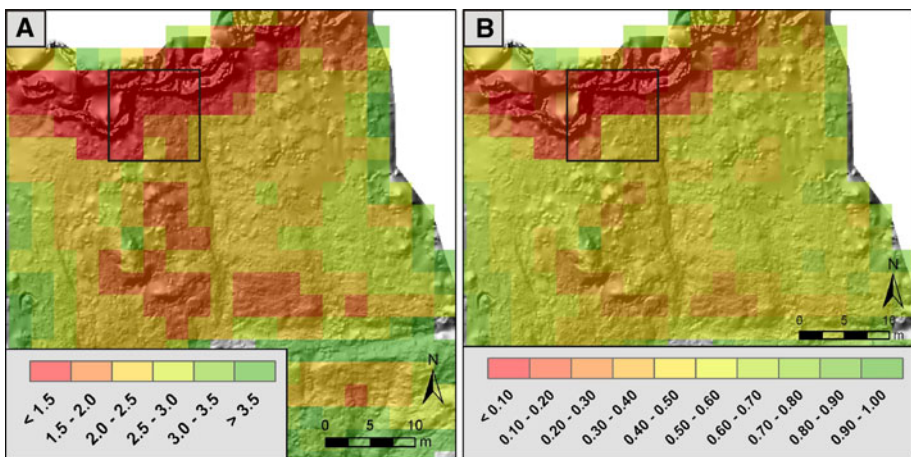 A
B
N
0 5 10
m
< 1.5
1.5 - 2.0
2.0 - 2.5
2.5 - 3.0
3.0 - 3.5
> 3.5
N
0 5 10
m
< 0.10
0.10 - 0.20
0.20 - 0.30
0.30 - 0.40
0.40 - 0.50
0.50 - 0.60
0.60 - 0.70
0.70 - 0.80
0.80 - 0.90
0.90 - 1.00